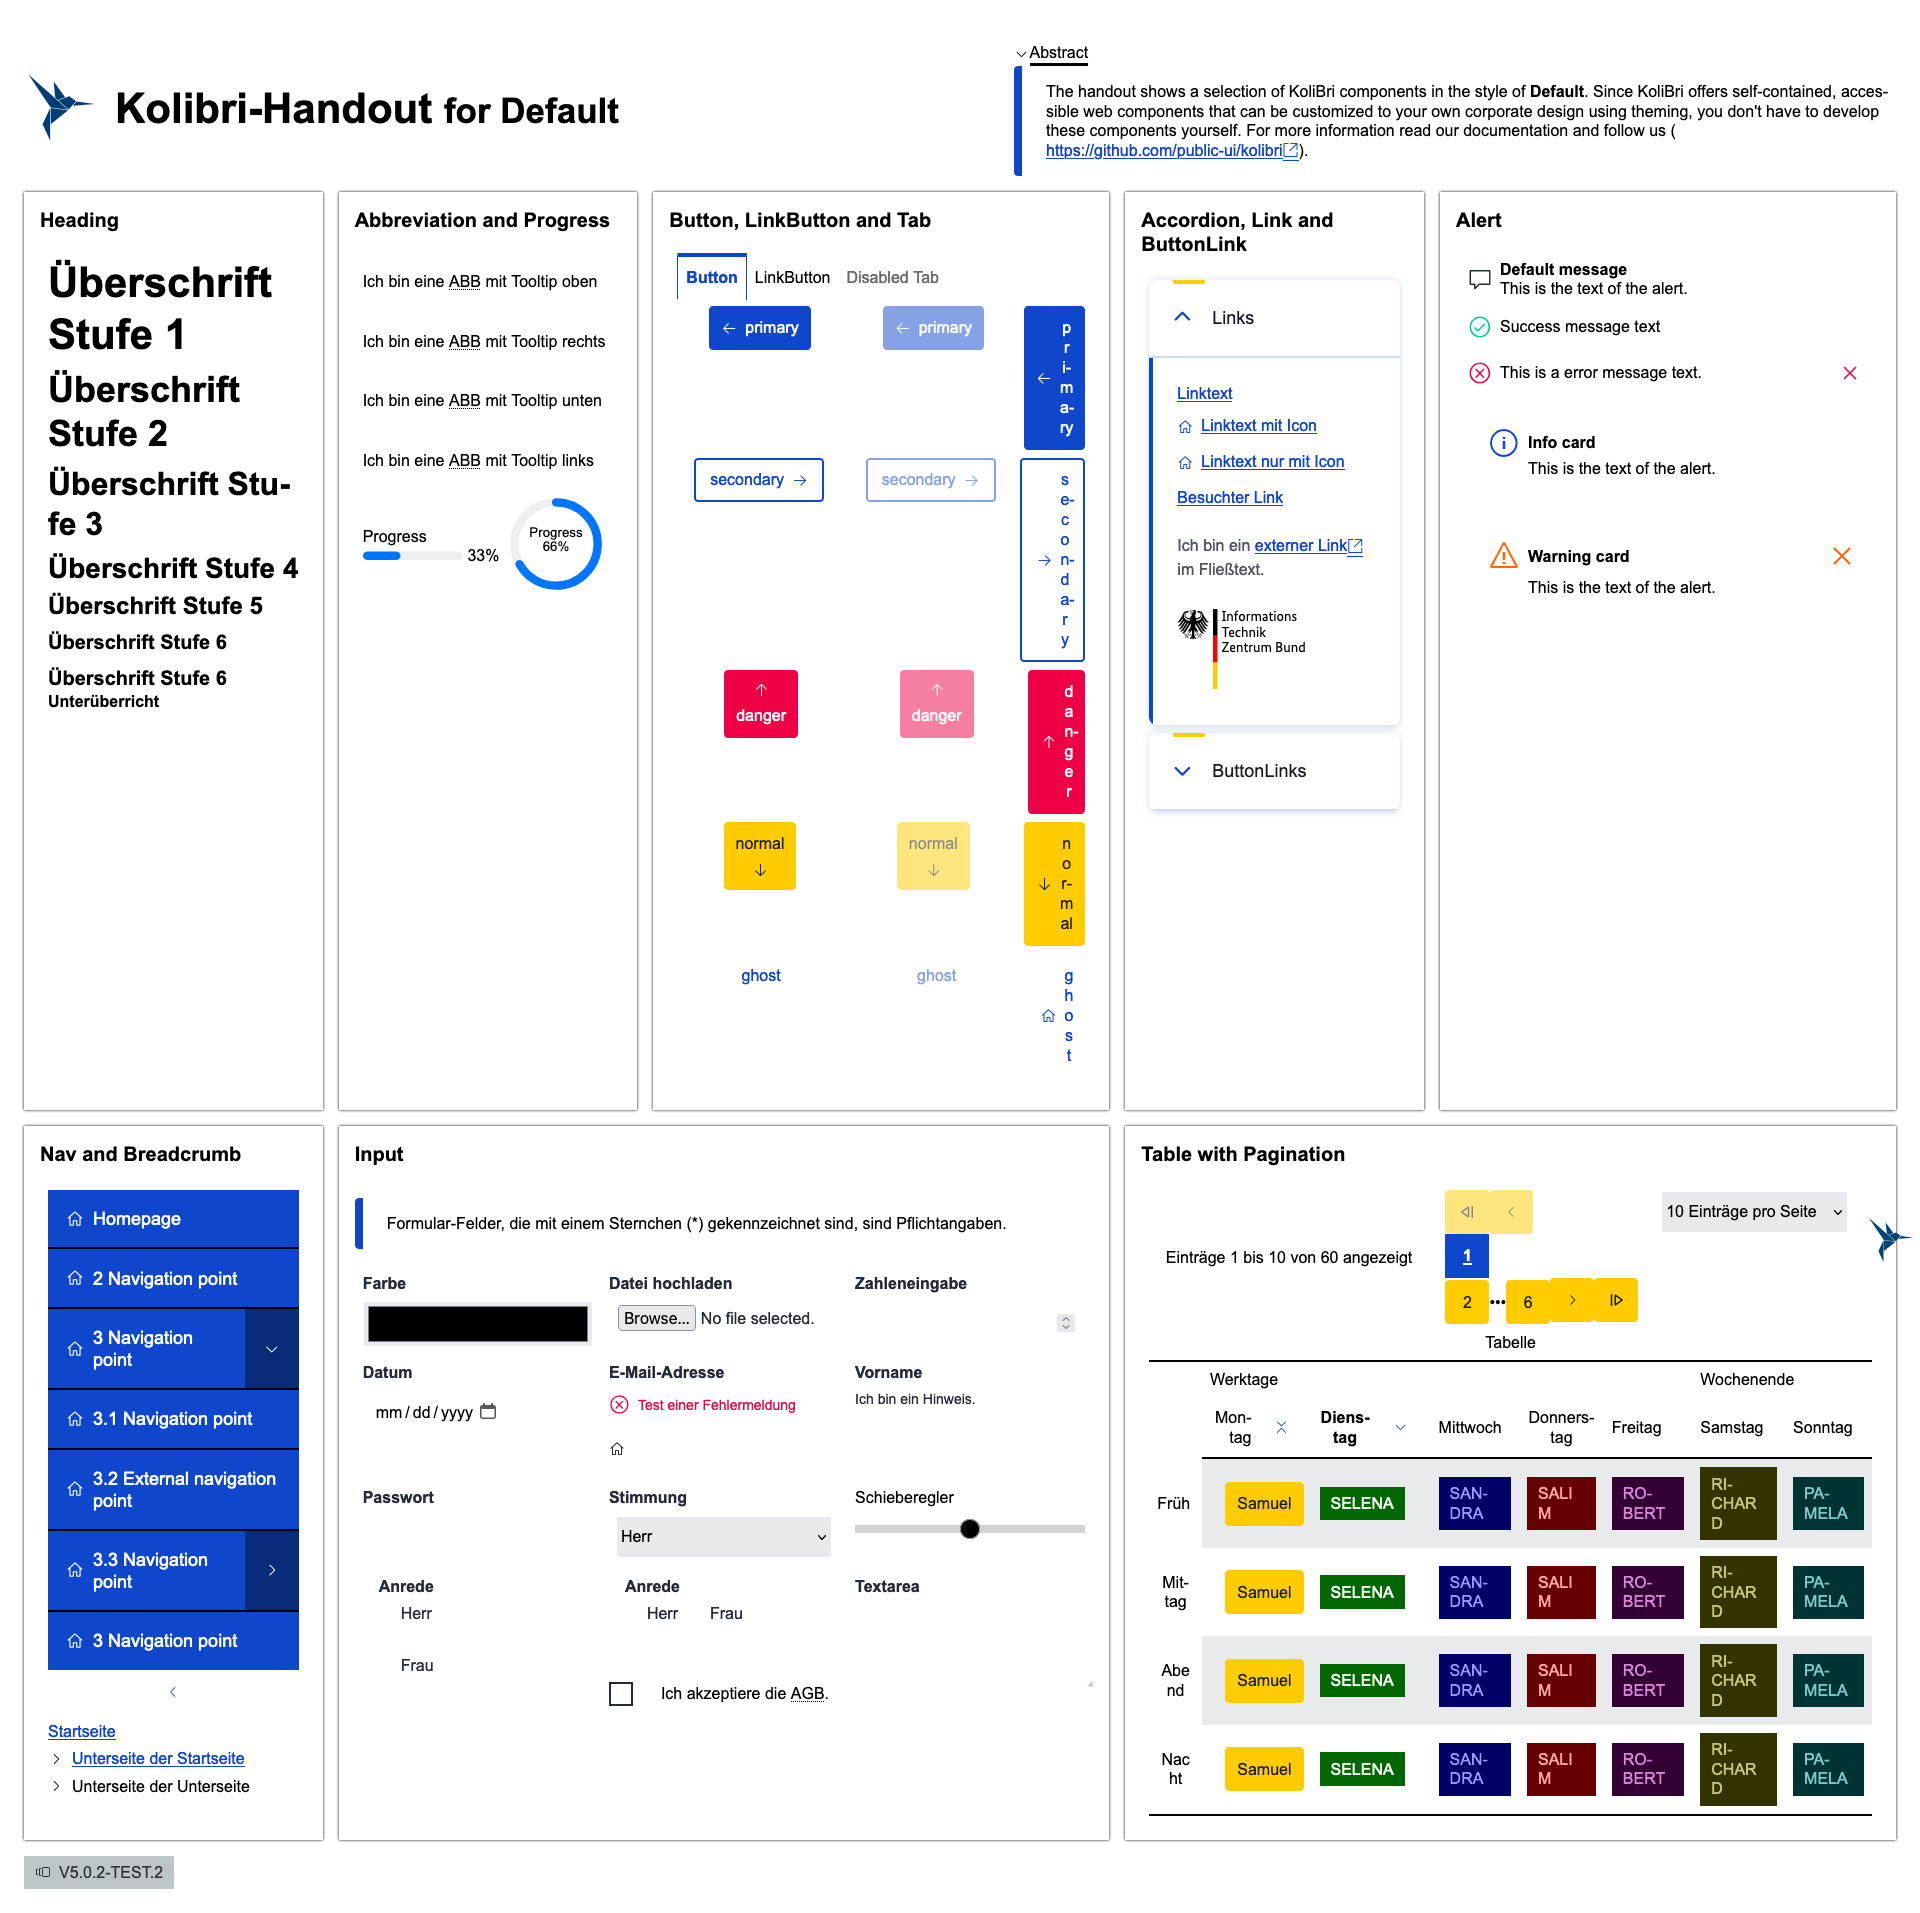 Abstract
Kolibri-Handout for Default
The handout shows a selection of KoliBri components in the style of Default. Since KoliBri offers self-contained, acces-
sible web components that can be customized to your own corporate design using theming, you don't have to develop
these components yourself. For more information read our documentation and follow us (
https://github.com/public-ui/kolibri).
Heading
Überschrift
Stufe 1
Überschrift
Stufe 2
Überschrift Stu-
fe 3
Überschrift Stufe 4
Überschrift Stufe 5
Überschrift Stufe 6
Überschrift Stufe 6
Unterüberricht
Abbreviation and Progress
Ich bin eine ABB mit Tooltip oben
Ich bin eine ABB mit Tooltip rechts
Ich bin eine ABB mit Tooltip unten
Ich bin eine ABB mit Tooltip links
Progress
33%
Progress
66%
Button, LinkButton and Tab
Button LinkButton Disabled Tab
primary
primary
p
r
i-
m
a-
ry
secondary
secondary
s
e-
c
o
n-
d
a-
r
y
danger
danger
d
a
n-
g
e
r
normal
normal
n
o
r-
m
al
ghost
ghost
g
h
o
s
t
Accordion, Link and
ButtonLink
Links
Linktext
Linktext mit Icon
Linktext nur mit Icon
Besuchter Link
Ich bin ein externer Link
im Fließtext.
Informations
Technik
Zentrum Bund
ButtonLinks
Alert
Default message
This is the text of the alert.
Success message text
This is a error message text.
Info card
This is the text of the alert.
Warning card
This is the text of the alert.
Nav and Breadcrumb
Homepage
2 Navigation point
3 Navigation
point
3.1 Navigation point
3.2 External navigation
point
3.3 Navigation
point
3 Navigation point
Startseite
Unterseite der Startseite
Unterseite der Unterseite
Input
Formular-Felder, die mit einem Sternchen (*) gekennzeichnet sind, sind Pflichtangaben.
Farbe
Datei hochladen
Browse... No file selected.
Zahleneingabe
Datum
mm / dd / yyyy
E-Mail-Adresse
Test einer Fehlermeldung
Vorname
Ich bin ein Hinweis.
Passwort
Stimmung
Herr
Schieberegler
Anrede
Herr
Frau
Anrede
Herr Frau
Textarea
Ich akzeptiere die AGB.
Table with Pagination
Einträge 1 bis 10 von 60 angezeigt
1
2 ••• 6
10 Einträge pro Seite
Tabelle
Werktage Wochenende
Mon-
tag
Diens-
tag
Mittwoch
Donners-
tag
Freitag
Samstag
Sonntag
Früh
Samuel
SELENA
SAN-
DRA
SALI
M
RO-
BERT
RI-
CHAR
D
PA-
MELA
Mit-
tag
Samuel
SELENA
SAN-
DRA
SALI
M
RO-
BERT
RI-
CHAR
D
PA-
MELA
Abe
nd
Samuel
SELENA
SAN-
DRA
SALI
M
RO-
BERT
RI-
CHAR
D
PA-
MELA
Nac
ht
Samuel
SELENA
SAN-
DRA
SALI
M
RO-
BERT
RI-
CHAR
D
PA-
MELA
V5.0.2-TEST.2